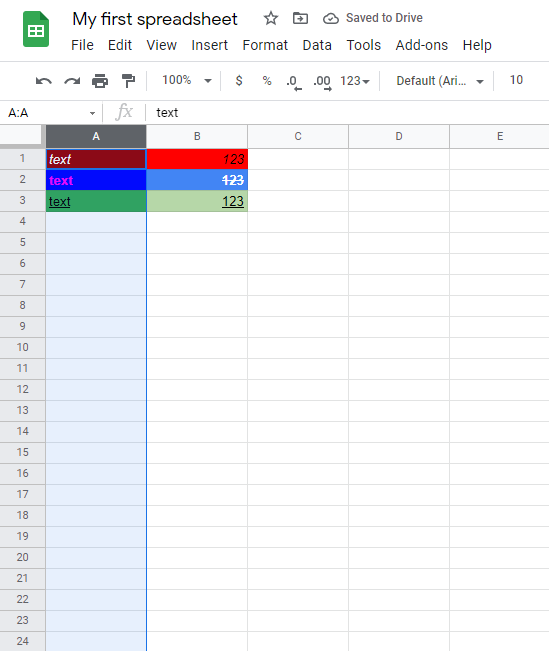 My first spreadsheet Saved to Drive
File Edit View Insert Format Data Tools Add-ons Help
100% $ % .0 .00 123 Default (Ari... 10
A:A fx text
A B C D E
1 text 123
2 text 123
3 text 123
4
5
6
7
8
9
10
11
12
13
14
15
16
17
18
19
20
21
22
23
24